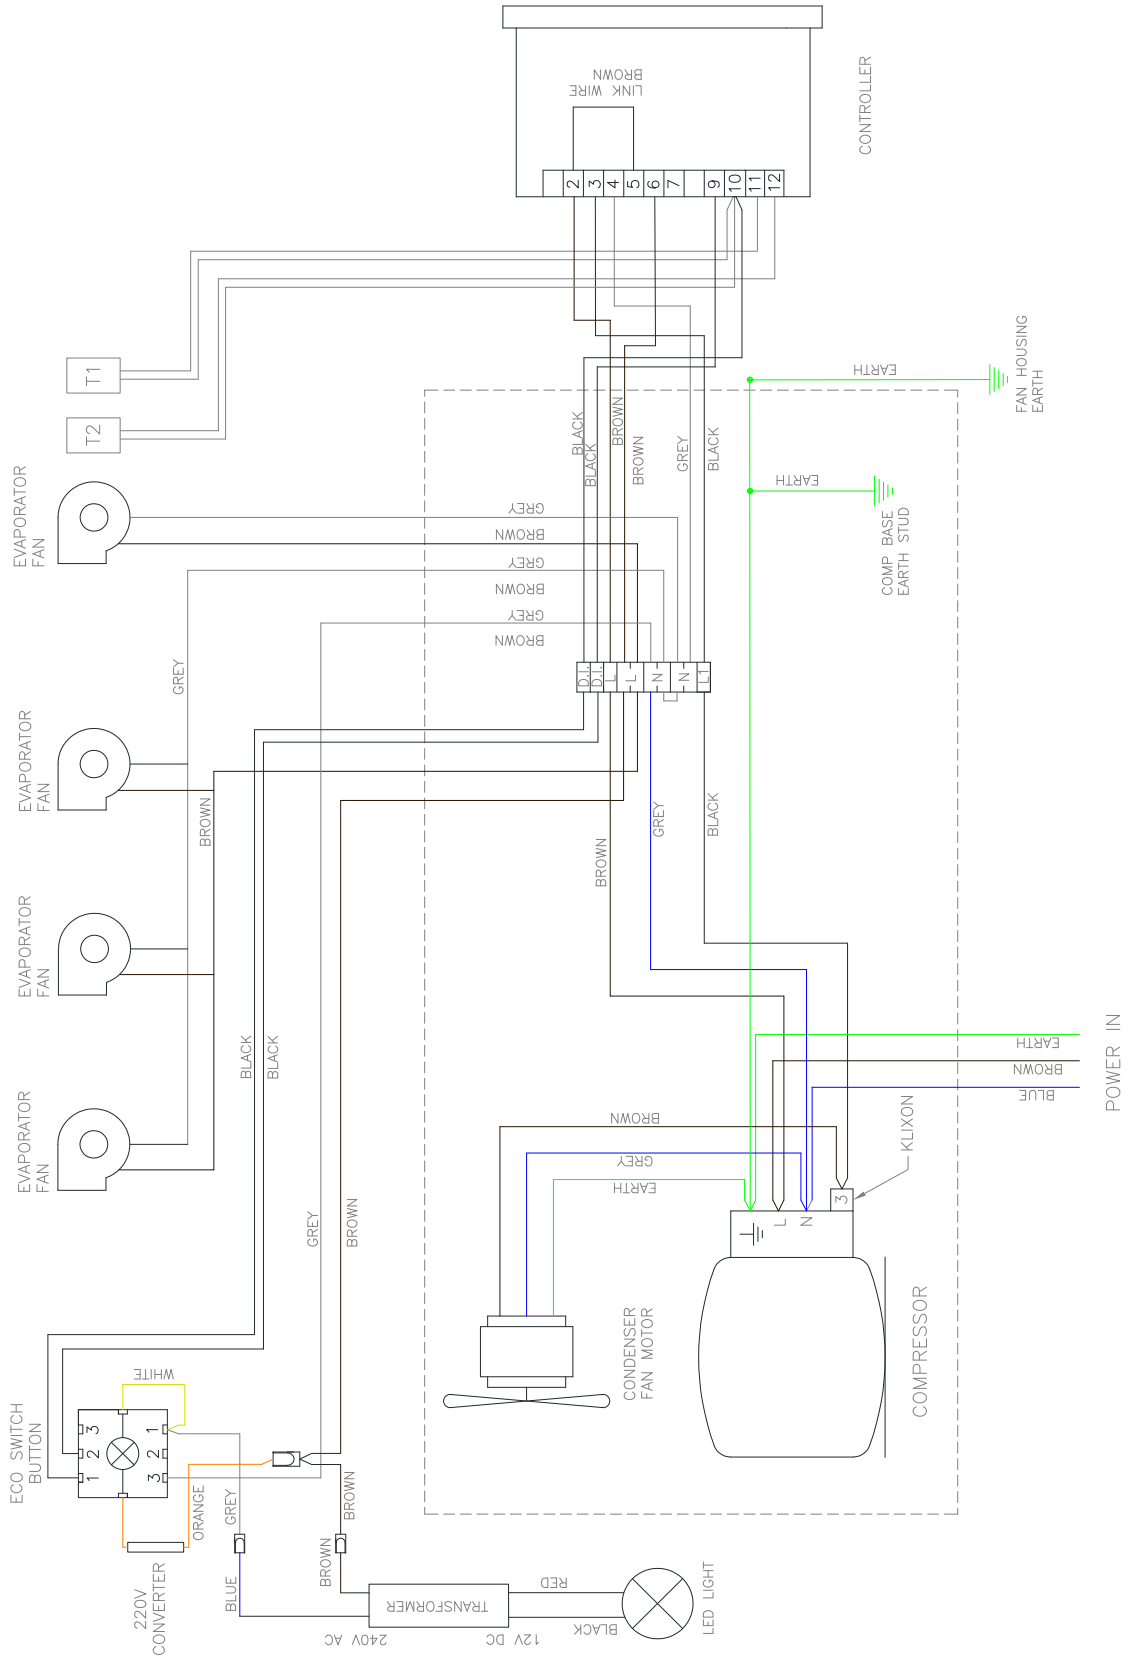 BROWN
LINK WIRE
CONTROLLER
2
3
4
5
6
7
9
10
11
12
T1
T2
EVAPORATOR
FAN
EVAPORATOR
FAN
EVAPORATOR
FAN
EVAPORATOR
FAN
EARTH
FAN HOUSING
EARTH
EARTH
COMP BASE
EARTH STUD
BLACK
BLACK
BROWN
BROWN
GREY
BLACK
GREY
BROWN
GREY
BROWN
GREY
BROWN
D.I.
D.I.
L
L
N
N
L1
GREY
BROWN
BROWN
GREY
BLACK
BLACK
BLACK
GREY
BROWN
EARTH
BROWN
BLUE
POWER IN
BROWN
GREY
EARTH
KLIXON
3
L
N
COMPRESSOR
CONDENSER
FAN MOTOR
ECO SWITCH
BUTTON
WHITE
3
2
1
1
2
3
ORANGE
GREY
BROWN
220V
CONVERTER
BLUE
BROWN
TRANSFORMER
240V AC
12V DC
RED
BLACK
LED LIGHT